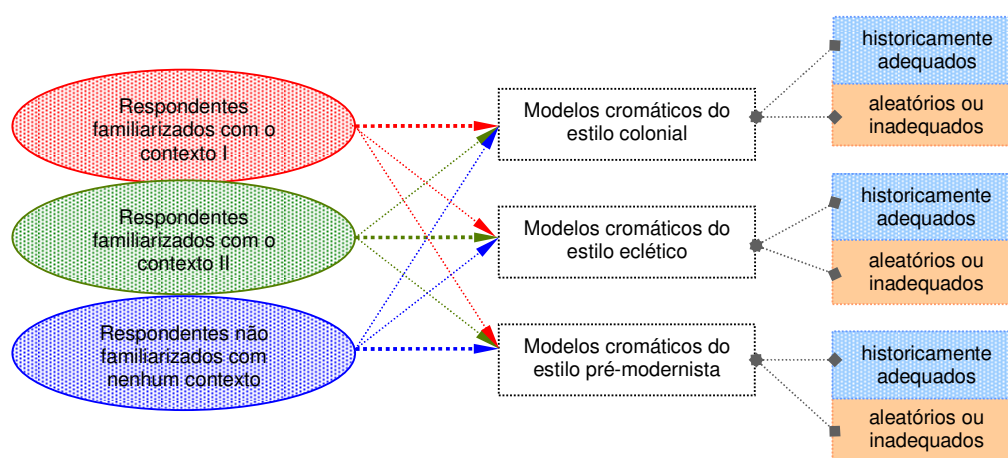 Respondentes
familiarizados com o
contexto I
Respondentes
familiarizados com o
contexto II
Respondentes não
familiarizados com
nenhum contexto
Modelos cromáticos do
estilo colonial
Modelos cromáticos do
estilo eclético
Modelos cromáticos do
estilo pré-modernista
historicamente
adequados
aleatórios ou
inadequados
historicamente
adequados
aleatórios ou
inadequados
historicamente
adequados
aleatórios ou
inadequados